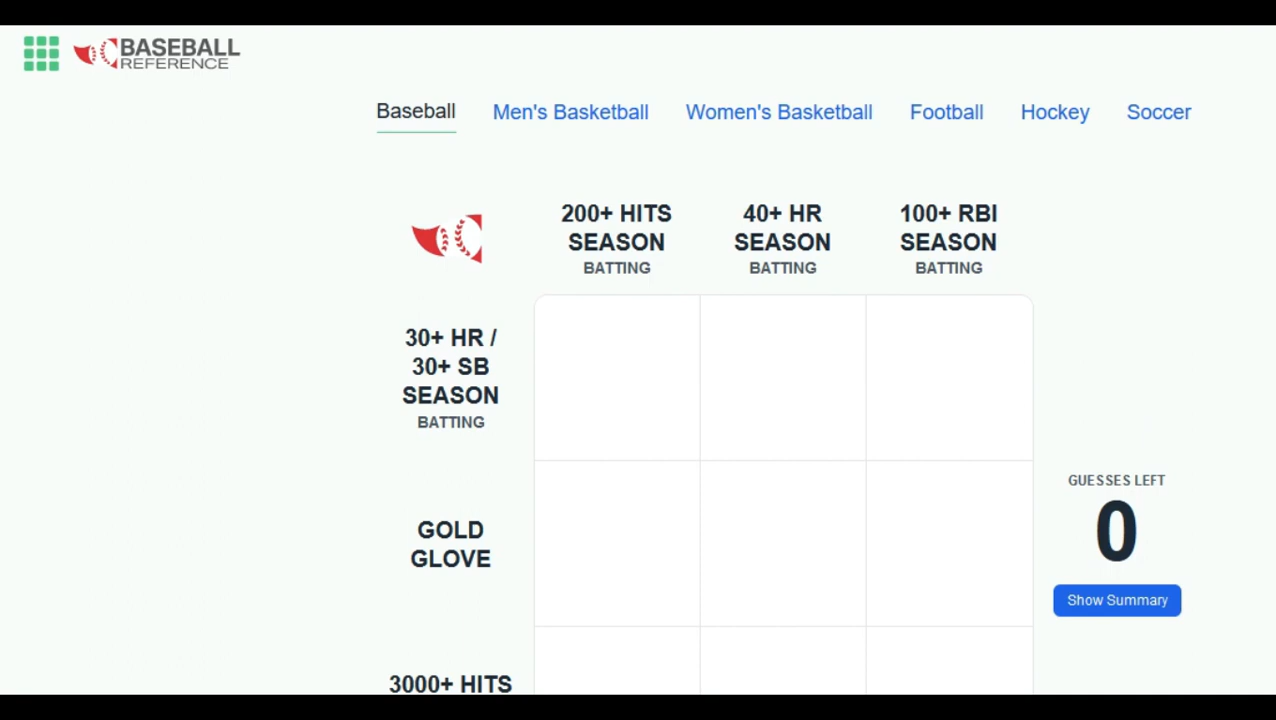 BASEBALL
REFERENCE
Baseball
Men's Basketball
Women's Basketball
Football
Hockey
Soccer
200+ HITS
SEASON
BATTING
40+ HR
SEASON
BATTING
100+ RBI
SEASON
BATTING
30+ HR /
30+ SB
SEASON
BATTING
GOLD
GLOVE
3000+ HITS
GUESSES LEFT
0
Show Summary